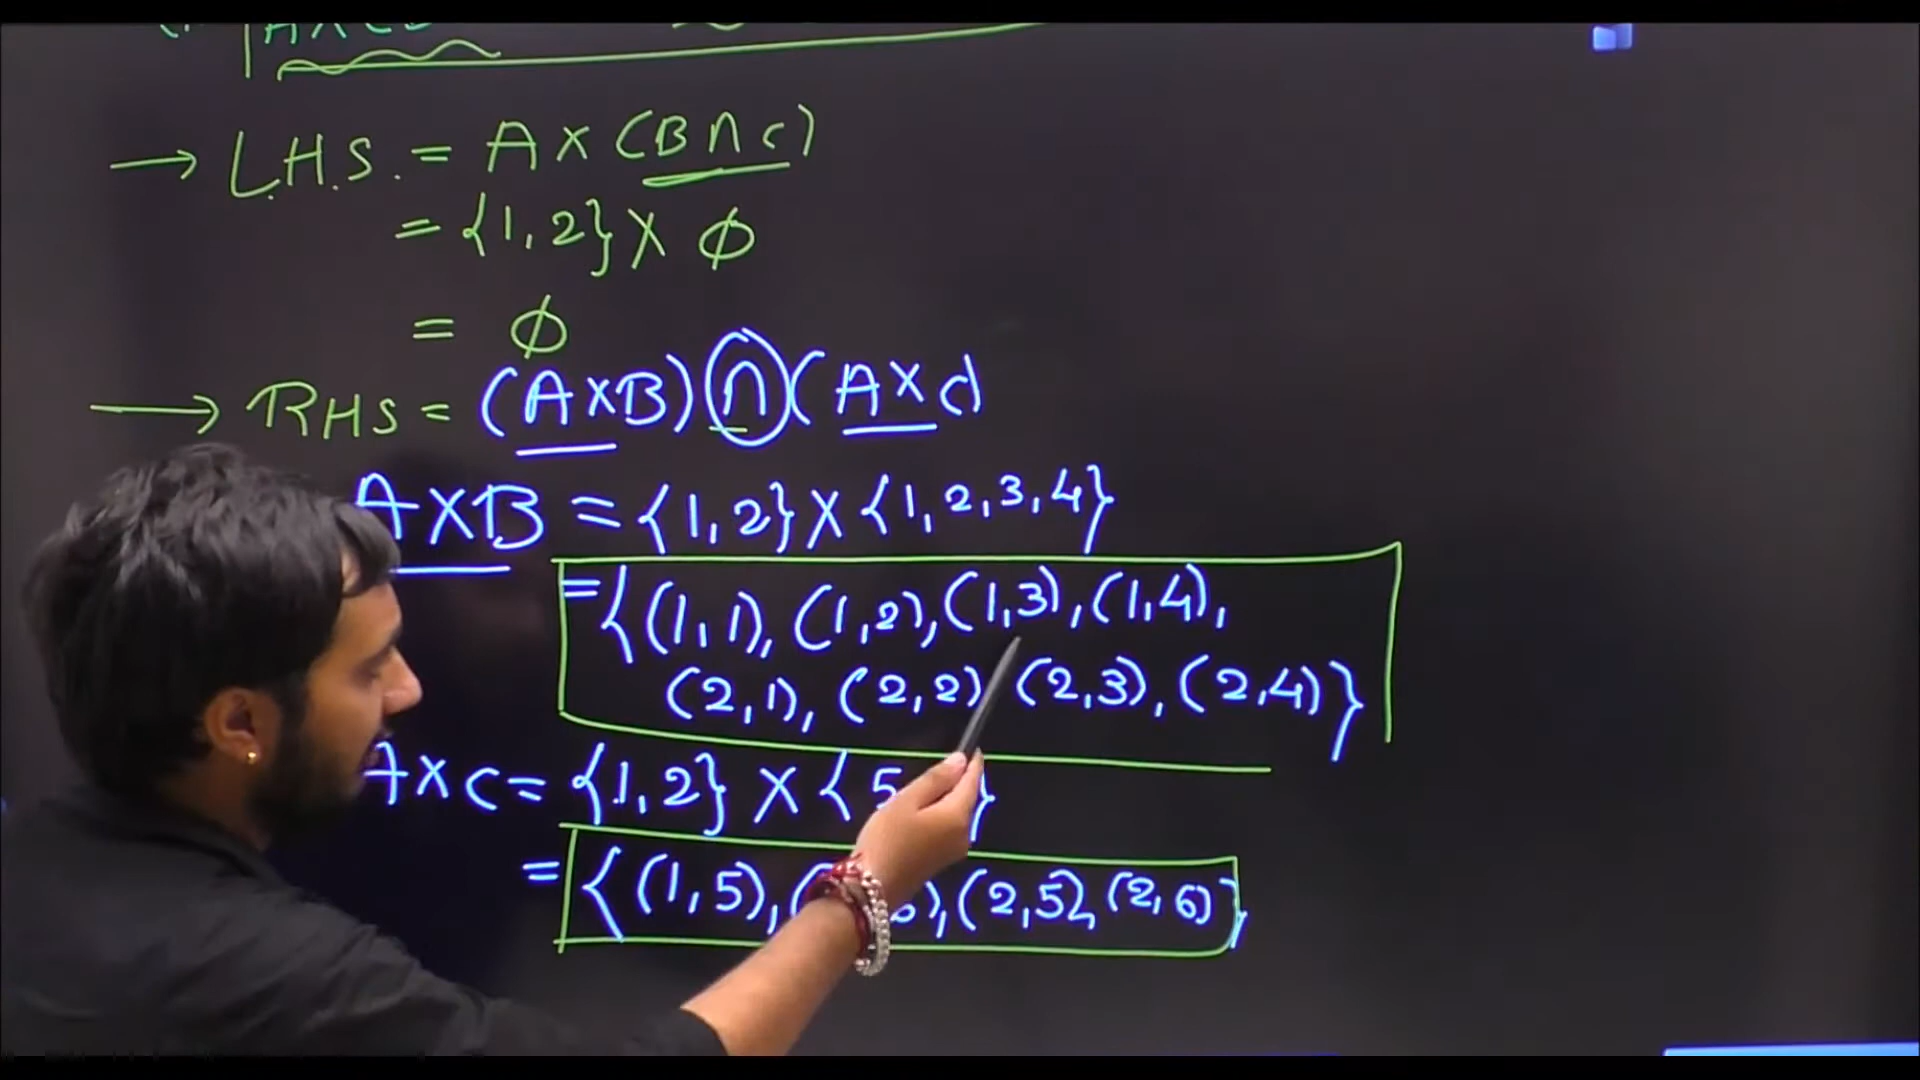 A×C
→ L.H.S. = A × (B∩C)
= {1,2} × ϕ
= ϕ
→ RHS = (A×B) ∩ (A×C)
A×B = {1,2} × {1,2,3,4}
= {(1,1), (1,2), (1,3), (1,4),
(2,1), (2,2) (2,3), (2,4)}
A×C = {1,2} × {5 }
= {(1,5), ( ), (2,5), (2,6)},